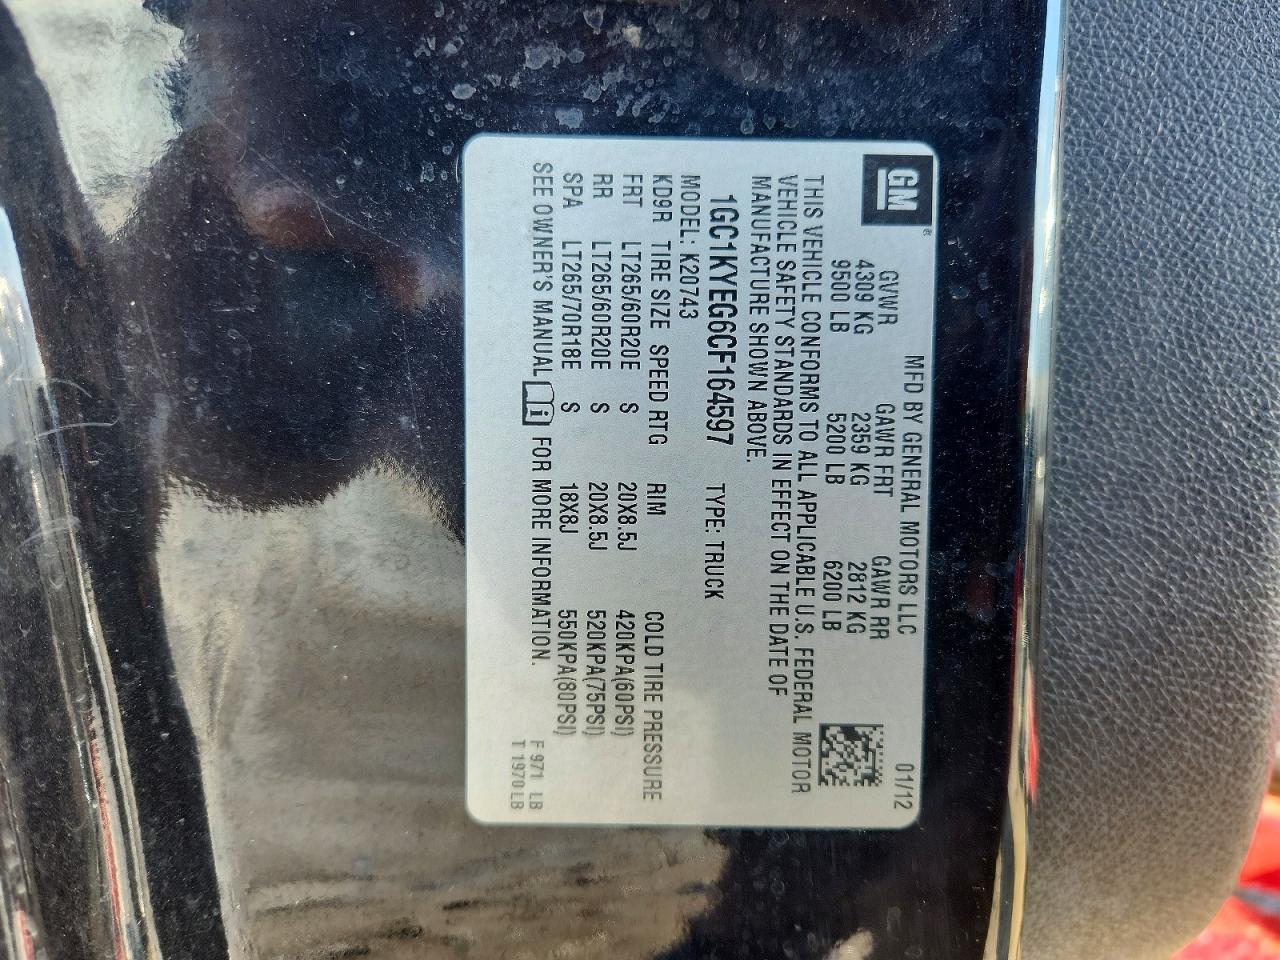 GM®
MFD BY GENERAL MOTORS LLC 01/12
GVWR GAWR FRT GAWR RR
4309 KG 2359 KG 2812 KG
9500 LB 5200 LB 6200 LB
THIS VEHICLE CONFORMS TO ALL APPLICABLE U.S. FEDERAL MOTOR
VEHICLE SAFETY STANDARDS IN EFFECT ON THE DATE OF
MANUFACTURE SHOWN ABOVE.
1GC1KYEG6CF164597 TYPE: TRUCK
MODEL: K20743
KD9R TIRE SIZE SPEED RTG RIM COLD TIRE PRESSURE
FRT LT265/60R20E S 20X8.5J 420KPA(60PSI)
RR LT265/60R20E S 20X8.5J 520KPA(75PSI)
SPA LT265/70R18E S 18X8J 550KPA(80PSI)
SEE OWNER'S MANUAL i FOR MORE INFORMATION.
F 971 LB
T 1970 LB